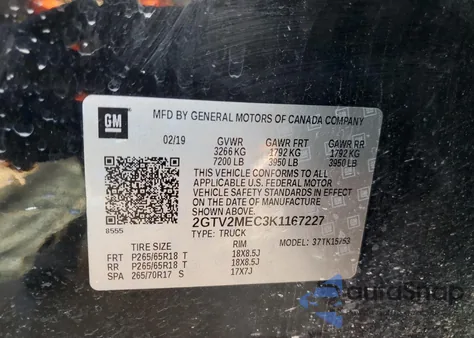 GM
MFD BY GENERAL MOTORS OF CANADA COMPANY
02/19 GVWR GAWR FRT GAWR RR
3266 KG 1792 KG 1792 KG
7200 LB 3950 LB 3950 LB
THIS VEHICLE CONFORMS TO ALL
APPLICABLE U.S. FEDERAL MOTOR
VEHICLE SAFETY STANDARDS IN EFFECT
ON THE DATE OF MANUFACTURE
SHOWN ABOVE.
2GTV2MEC3K1167227
TYPE: TRUCK
8555
MODEL:
TIRE SIZE RIM
FRT P265/65R18 T 18X8.5J
RR P265/65R18 T 18X8.5J
SPA 265/70R17 S 17X7J
AuraSnap